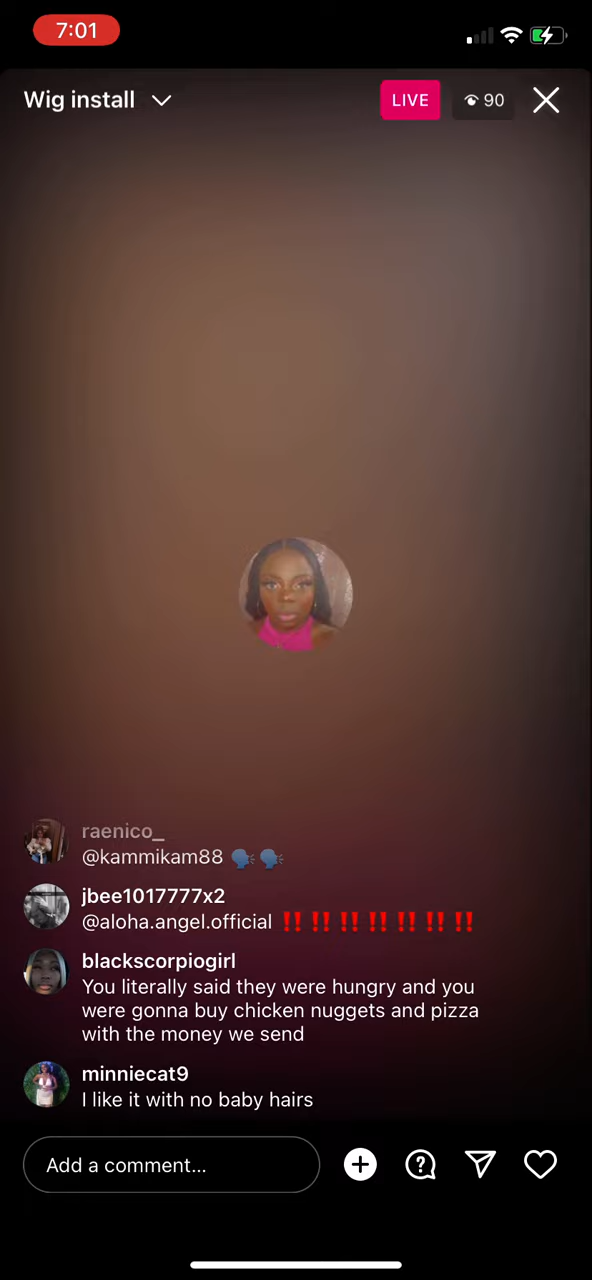 7:01
Wig install
LIVE
90
raenico_
@kammikam88 🗣️🗣️
jbee1017777x2
@aloha.angel.official ‼️‼️‼️‼️‼️‼️‼️
blackscorpiogirl
You literally said they were hungry and you
were gonna buy chicken nuggets and pizza
with the money we send
minniecat9
I like it with no baby hairs
Add a comment...